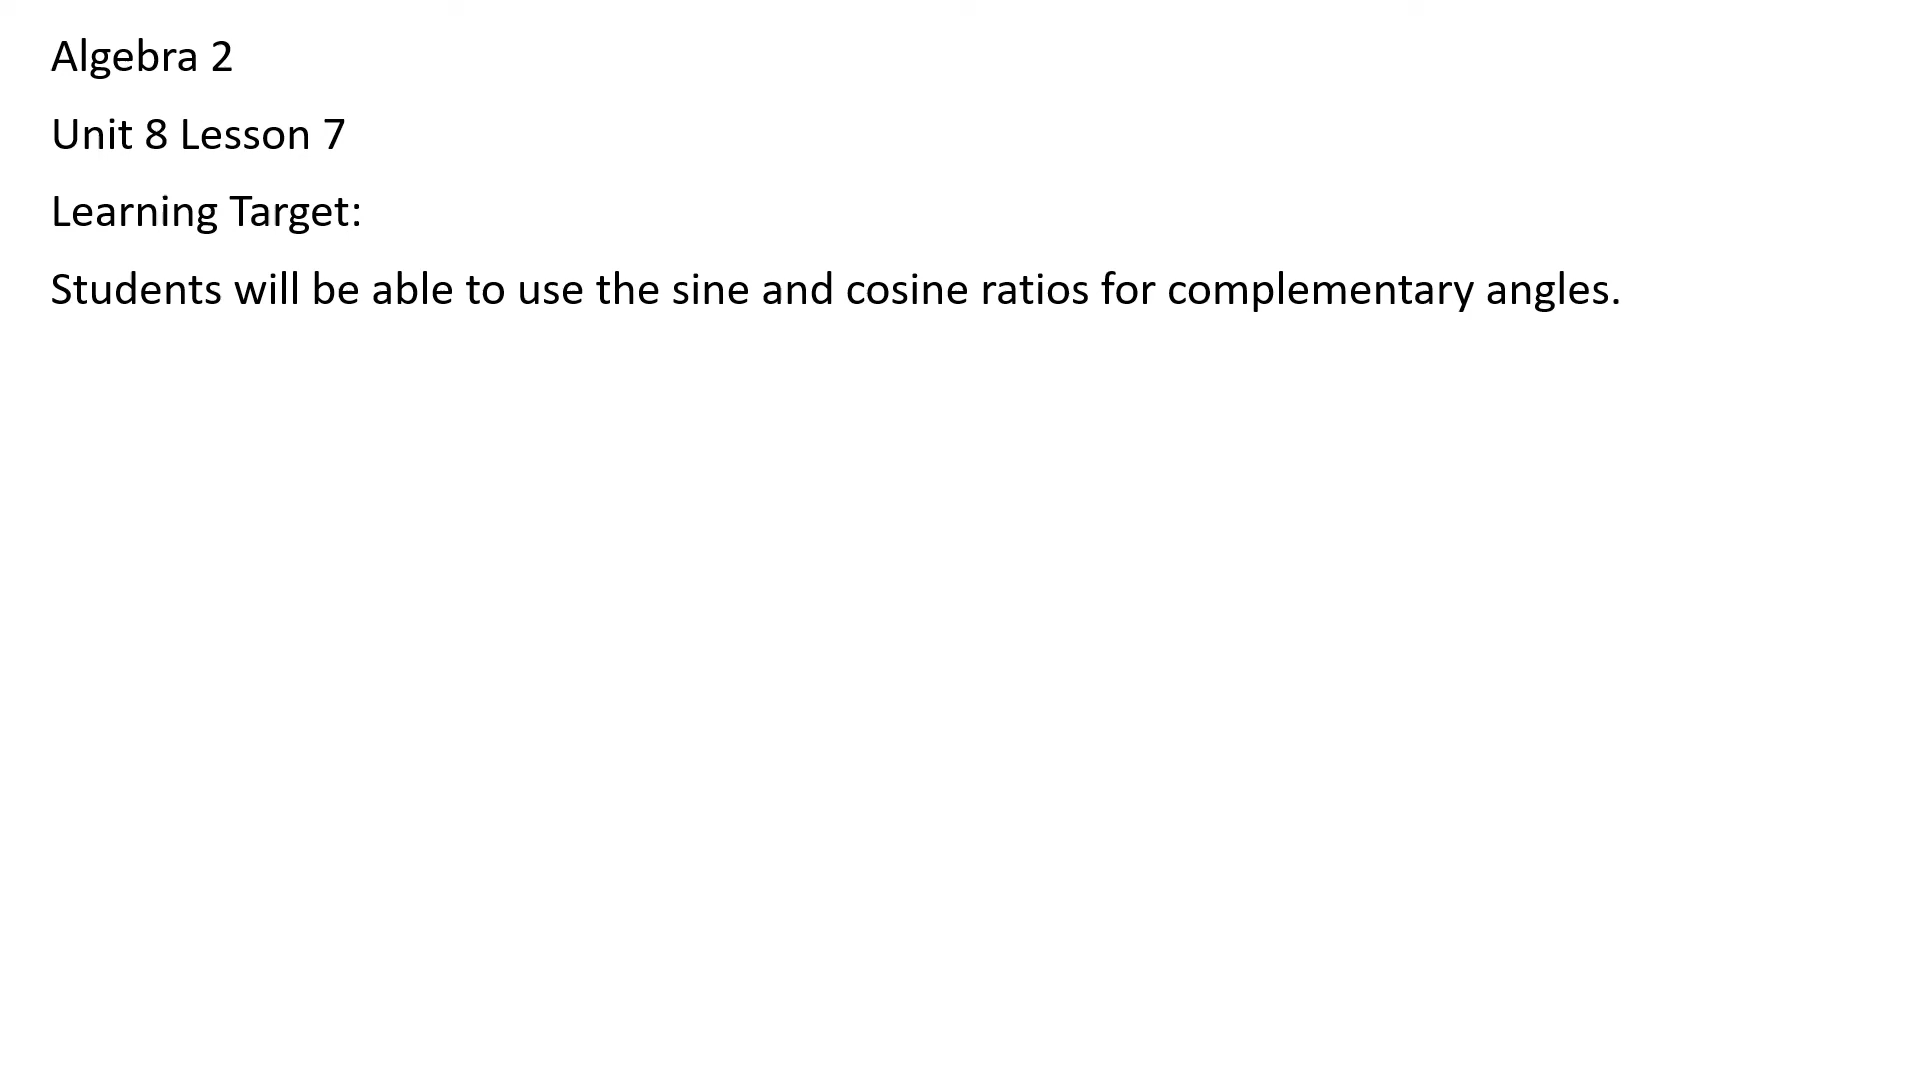 Algebra 2
Unit 8 Lesson 7
Learning Target:
Students will be able to use the sine and cosine ratios for complementary angles.